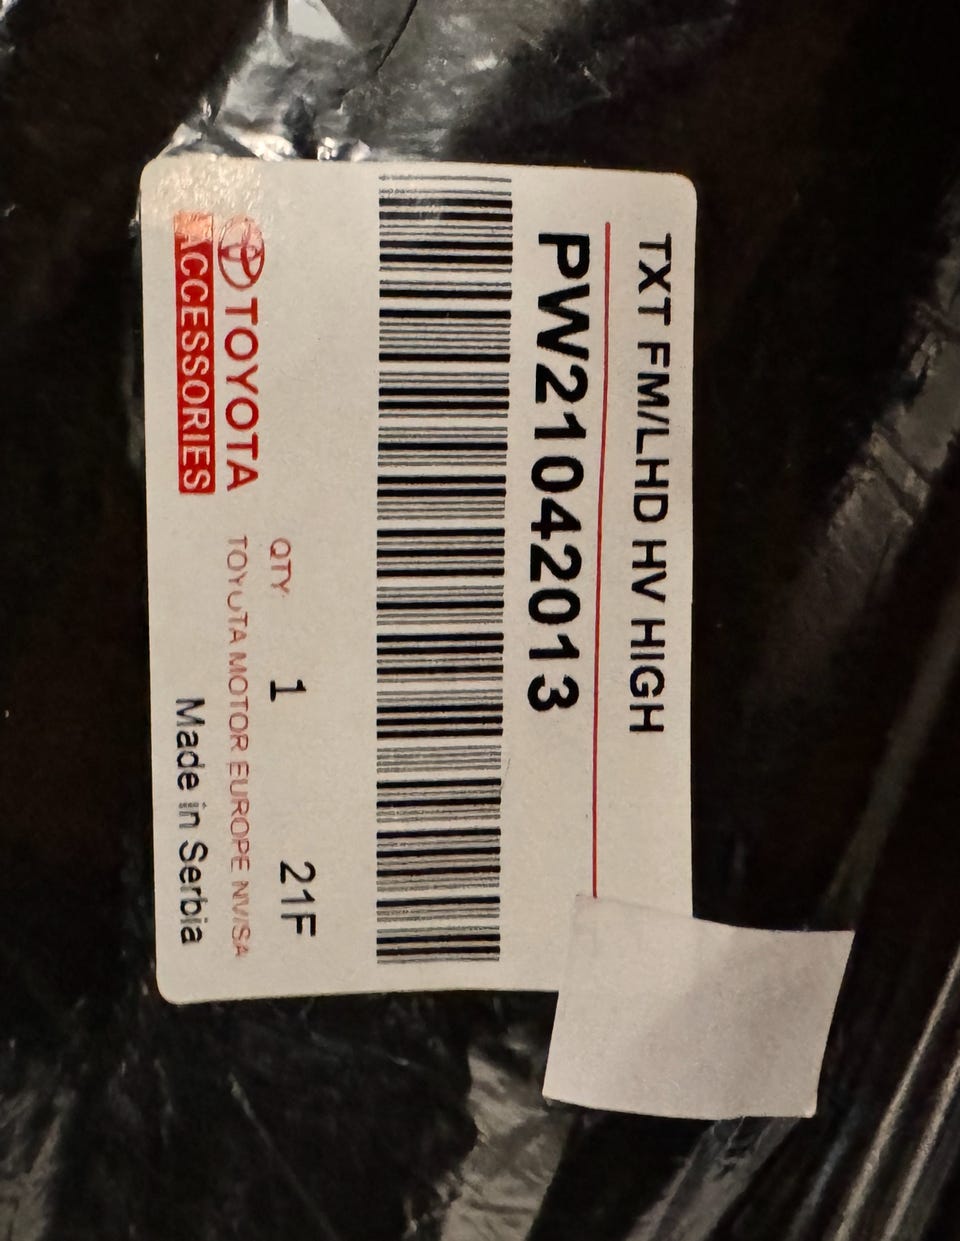 TXT FM/LHD HV HIGH
PW21042013
QTY: 1 21F
TOYOTA TOYOTA MOTOR EUROPE NV/SA
ACCESSORIES Made in Serbia